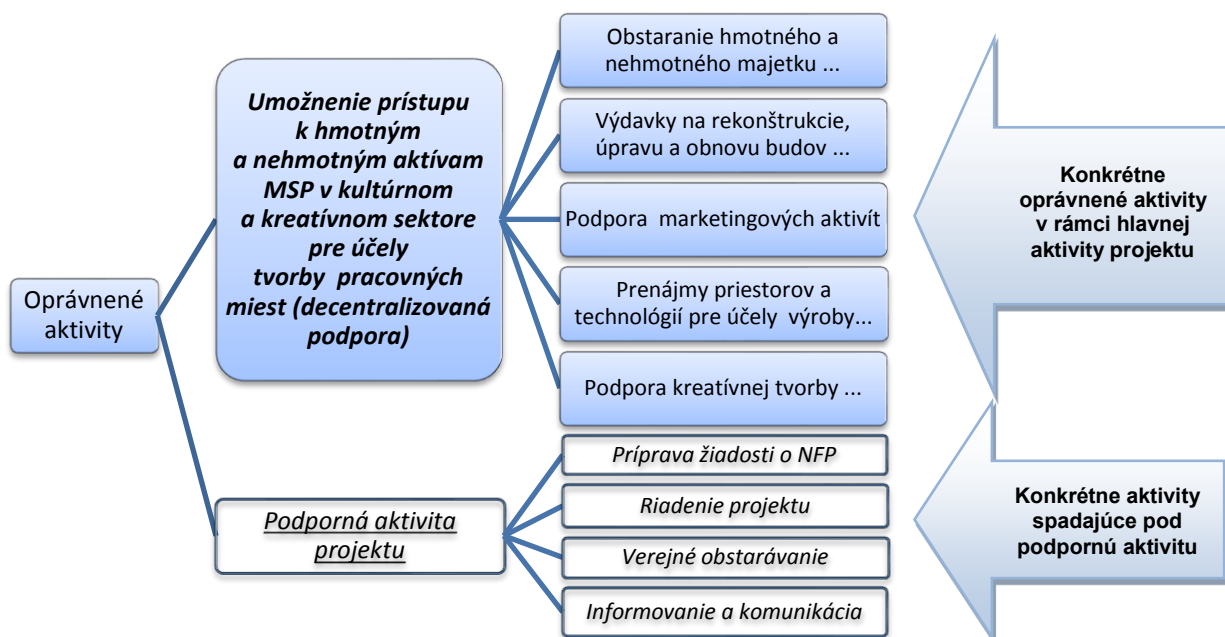 Oprávnené
aktivity
Umožnenie prístupu
k hmotným
a nehmotným aktívam
MSP v kultúrnom
a kreatívnom sektore
pre účely
tvorby pracovných
miest (decentralizovaná
podpora)
Obstaranie hmotného a
nehmotného majetku ...
Výdavky na rekonštrukcie,
úpravu a obnovu budov ...
Podpora marketingových aktivít
Prenájmy priestorov a
technológií pre účely výroby...
Podpora kreatívnej tvorby ...
Konkrétne
oprávnené aktivity
v rámci hlavnej
aktivity projektu
Podporná aktivita
projektu
Príprava žiadosti o NFP
Riadenie projektu
Verejné obstarávanie
Informovanie a komunikácia
Konkrétne aktivity
spadajúce pod
podpornú aktivitu